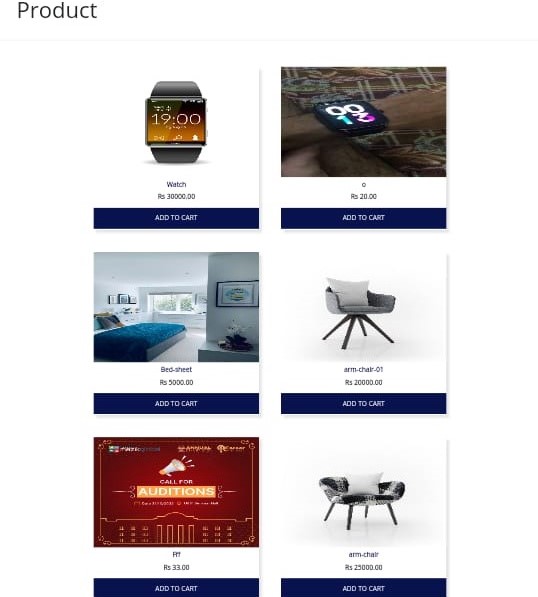 Product
19:00
Watch
o
Rs 30000.00
Rs 20.00
ADD TO CART
ADD TO CART
Bed-sheet
arm-chair-01
Rs 5000.00
Rs 20000.00
ADD TO CART
ADD TO CART
CALL FOR
AUDITIONS
Fff
arm-chair
Rs 33.00
Rs 25000.00
ADD TO CART
ADD TO CART